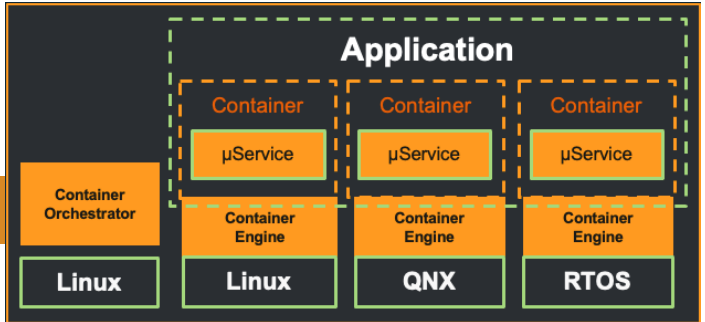 Application
Container Container Container
µService µService µService
Container
Orchestrator
Container
Engine
Container
Engine
Container
Engine
Linux Linux QNX RTOS